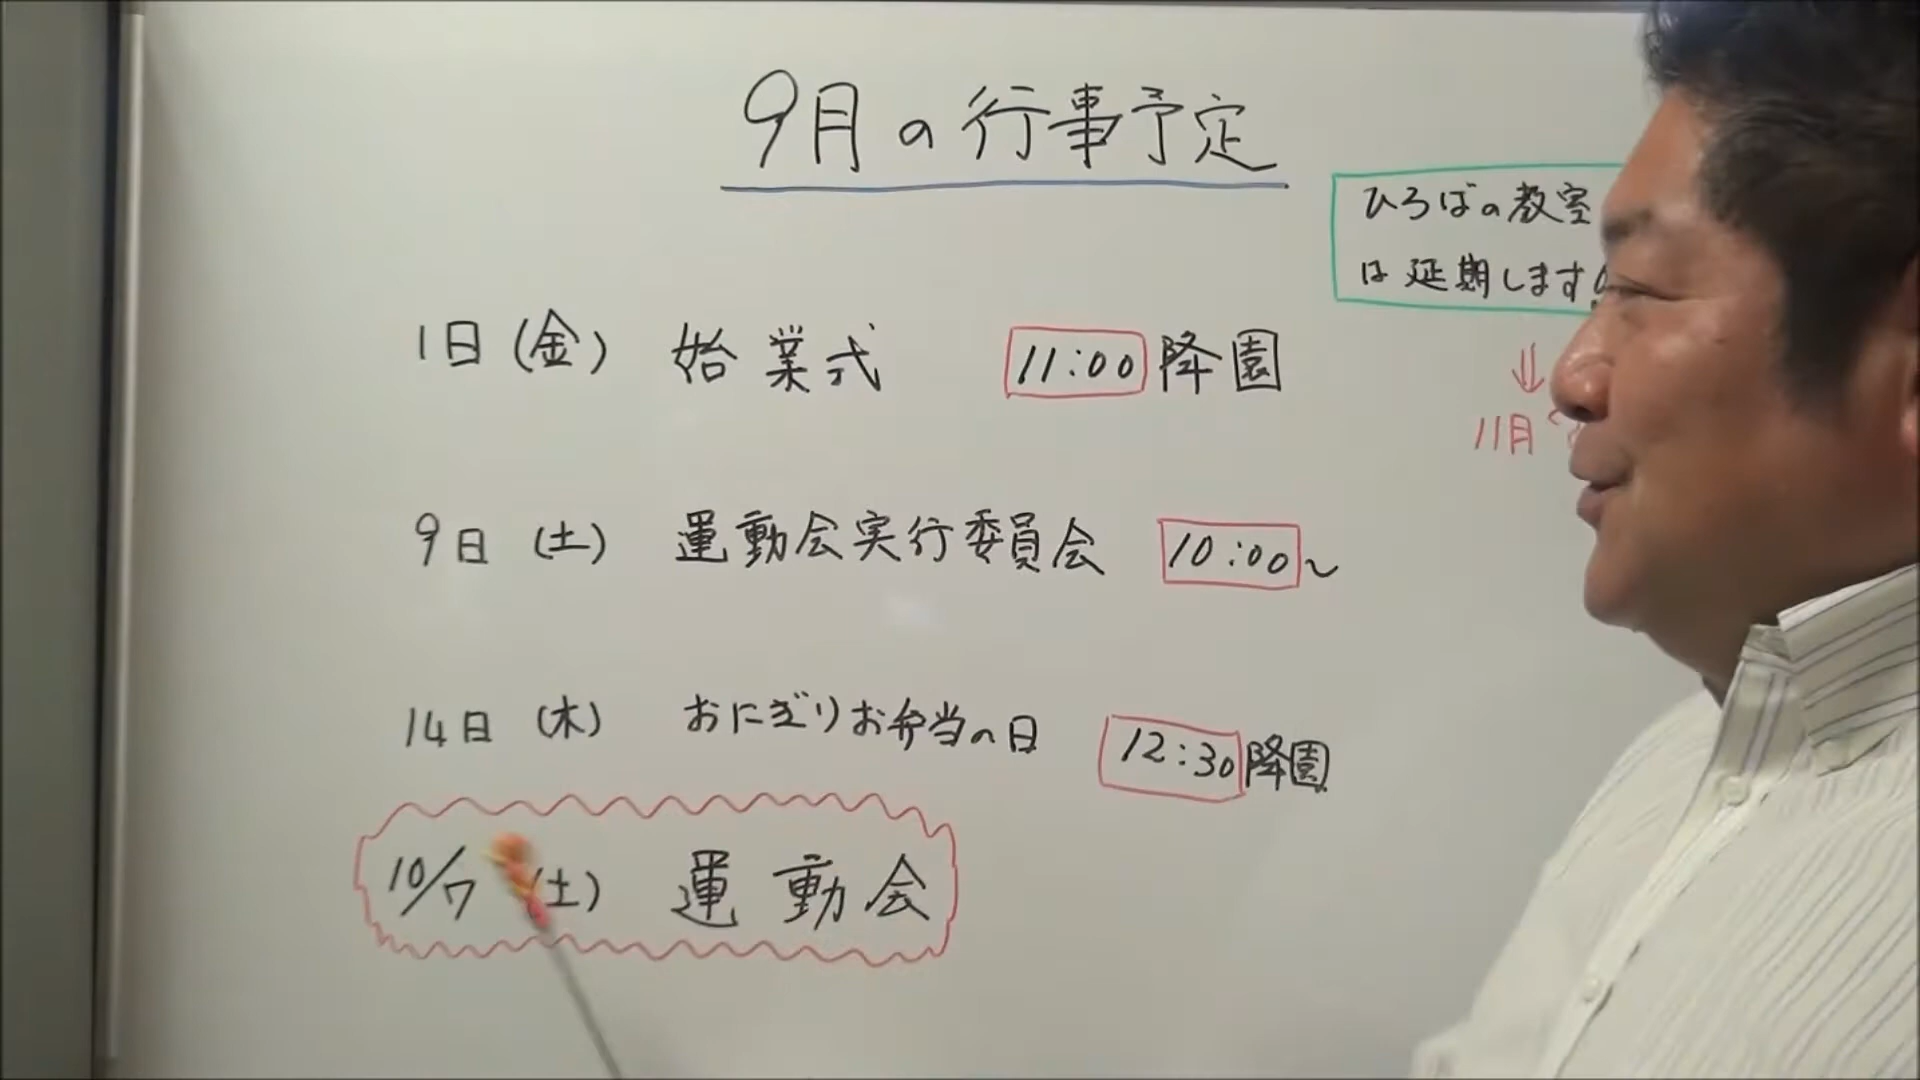 9月の行事予定
ひろばの教室
は延期します
11月
1日(金) 始業式 11:00 降園
9日(土) 運動会実行委員会 10:00~
14日(木) おにぎりお弁当の日 12:30降園
10/7(土) 運動会